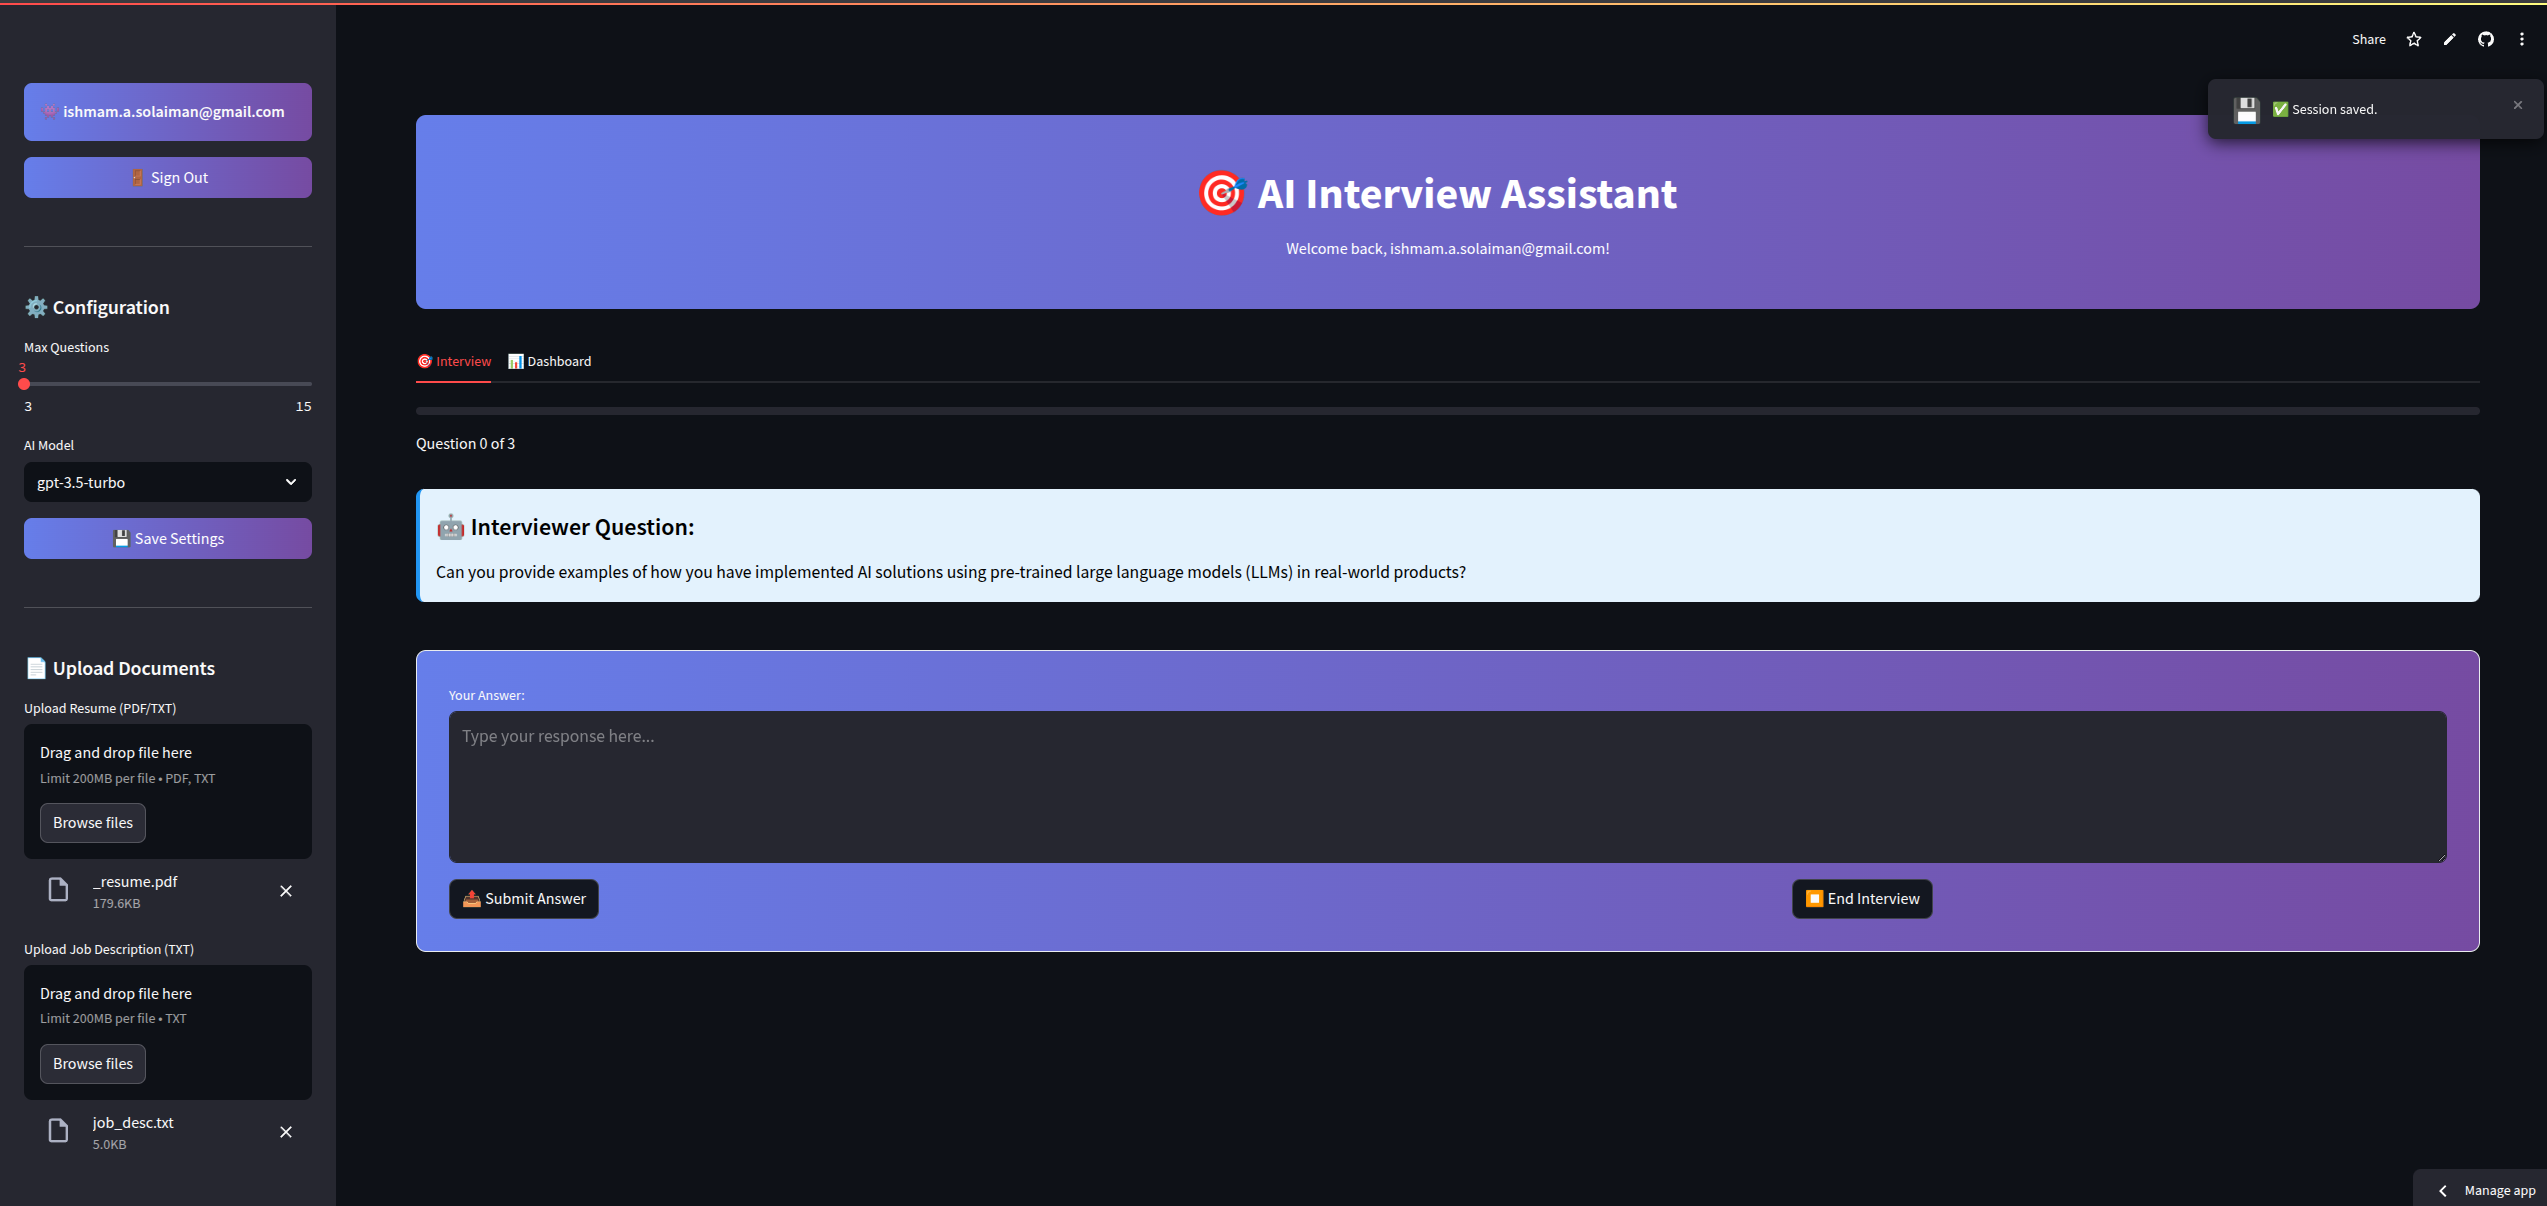 Share
✅ Session saved.
ishmam.a.solaiman@gmail.com
Sign Out
Configuration
Max Questions
3
3 15
AI Model
gpt-3.5-turbo
Save Settings
Upload Documents
Upload Resume (PDF/TXT)
Drag and drop file here
Limit 200MB per file • PDF, TXT
Browse files
_resume.pdf
179.6KB
Upload Job Description (TXT)
Drag and drop file here
Limit 200MB per file • TXT
Browse files
job_desc.txt
5.0KB
AI Interview Assistant
Welcome back, ishmam.a.solaiman@gmail.com!
Interview Dashboard
Question 0 of 3
Interviewer Question:
Can you provide examples of how you have implemented AI solutions using pre-trained large language models (LLMs) in real-world products?
Your Answer:
Type your response here...
Submit Answer End Interview
Manage app